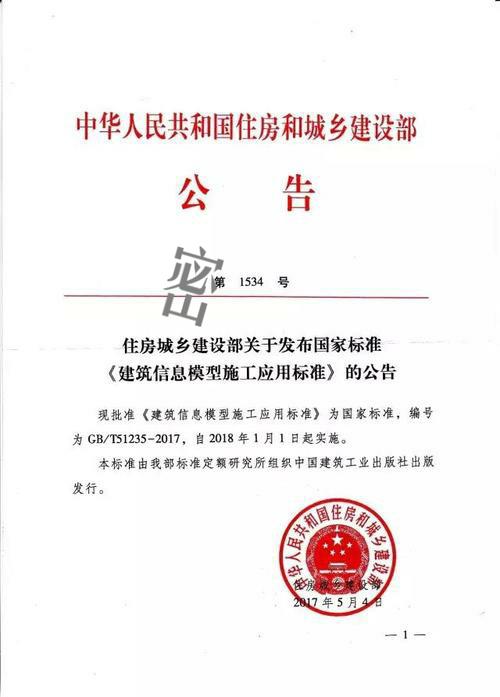 中华人民共和国住房和城乡建设部
公 告
密
第 1534 号
住房城乡建设部关于发布国家标准
《建筑信息模型施工应用标准》的公告
现批准《建筑信息模型施工应用标准》为国家标准，编号
为 GB/T51235-2017，自 2018 年 1 月 1 日起实施。
本标准由我部标准定额研究所组织中国建筑工业出版社出版
发行。
中华人民共和国住房和城乡建设部
住房城乡建设部
2017 年 5 月 4 日
— 1 —